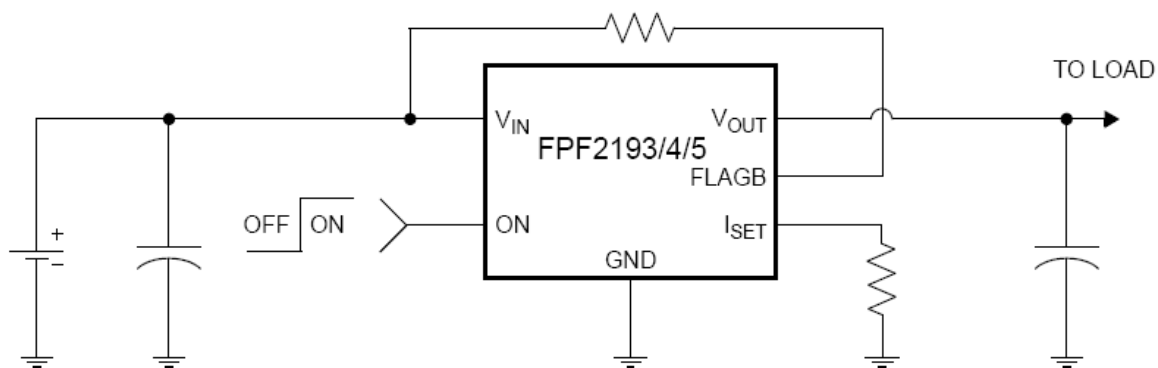 TO LOAD
V_IN
V_OUT
FPF2193/4/5
FLAGB
OFF
ON
ON
I_SET
GND
+
–